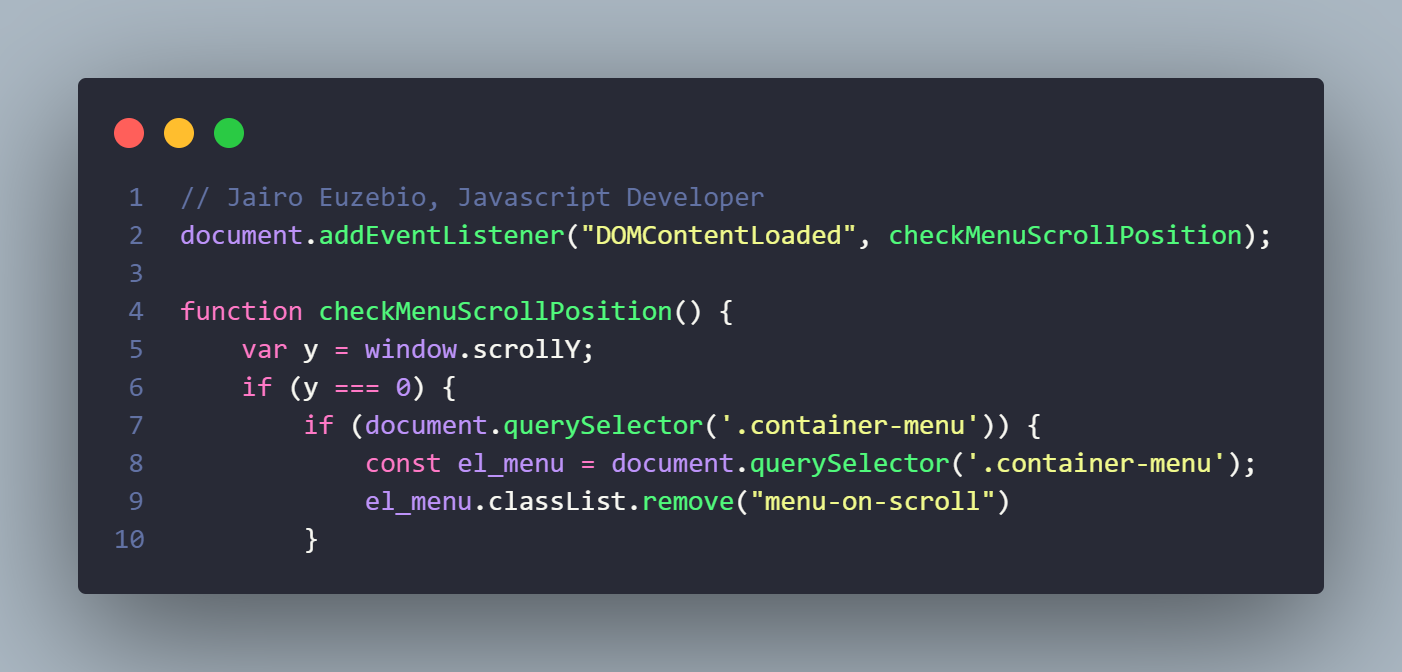 1 // Jairo Euzebio, Javascript Developer
2 document.addEventListener("DOMContentLoaded", checkMenuScrollPosition);
3
4 function checkMenuScrollPosition() {
5     var y = window.scrollY;
6     if (y === 0) {
7         if (document.querySelector('.container-menu')) {
8             const el_menu = document.querySelector('.container-menu');
9             el_menu.classList.remove("menu-on-scroll")
10         }